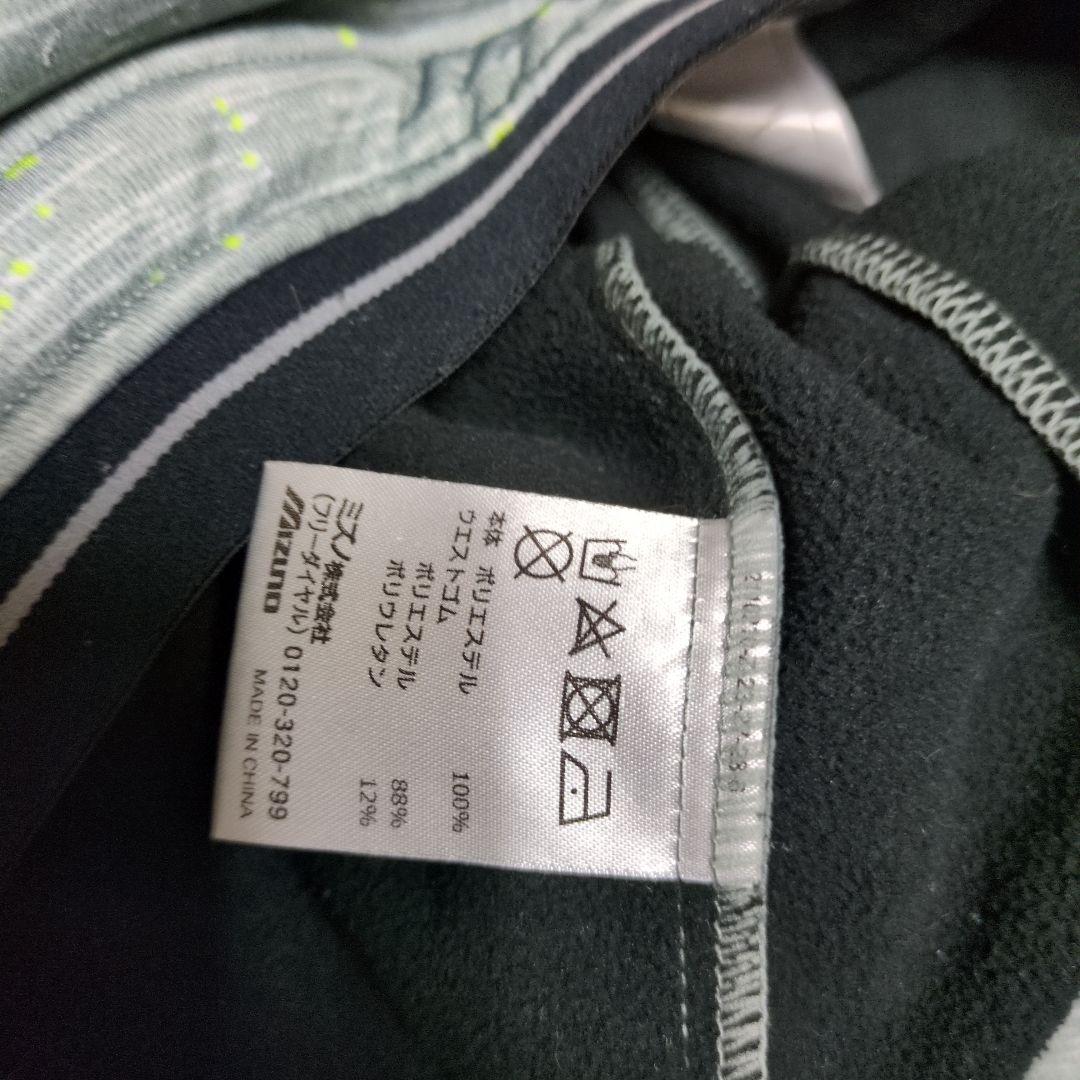 本体 ポリエステル 100%
ウエストゴム
ポリエステル 88%
ポリウレタン 12%
ミズノ株式会社
(フリーダイヤル) 0120-320-799
MIZUNO
MADE IN CHINA